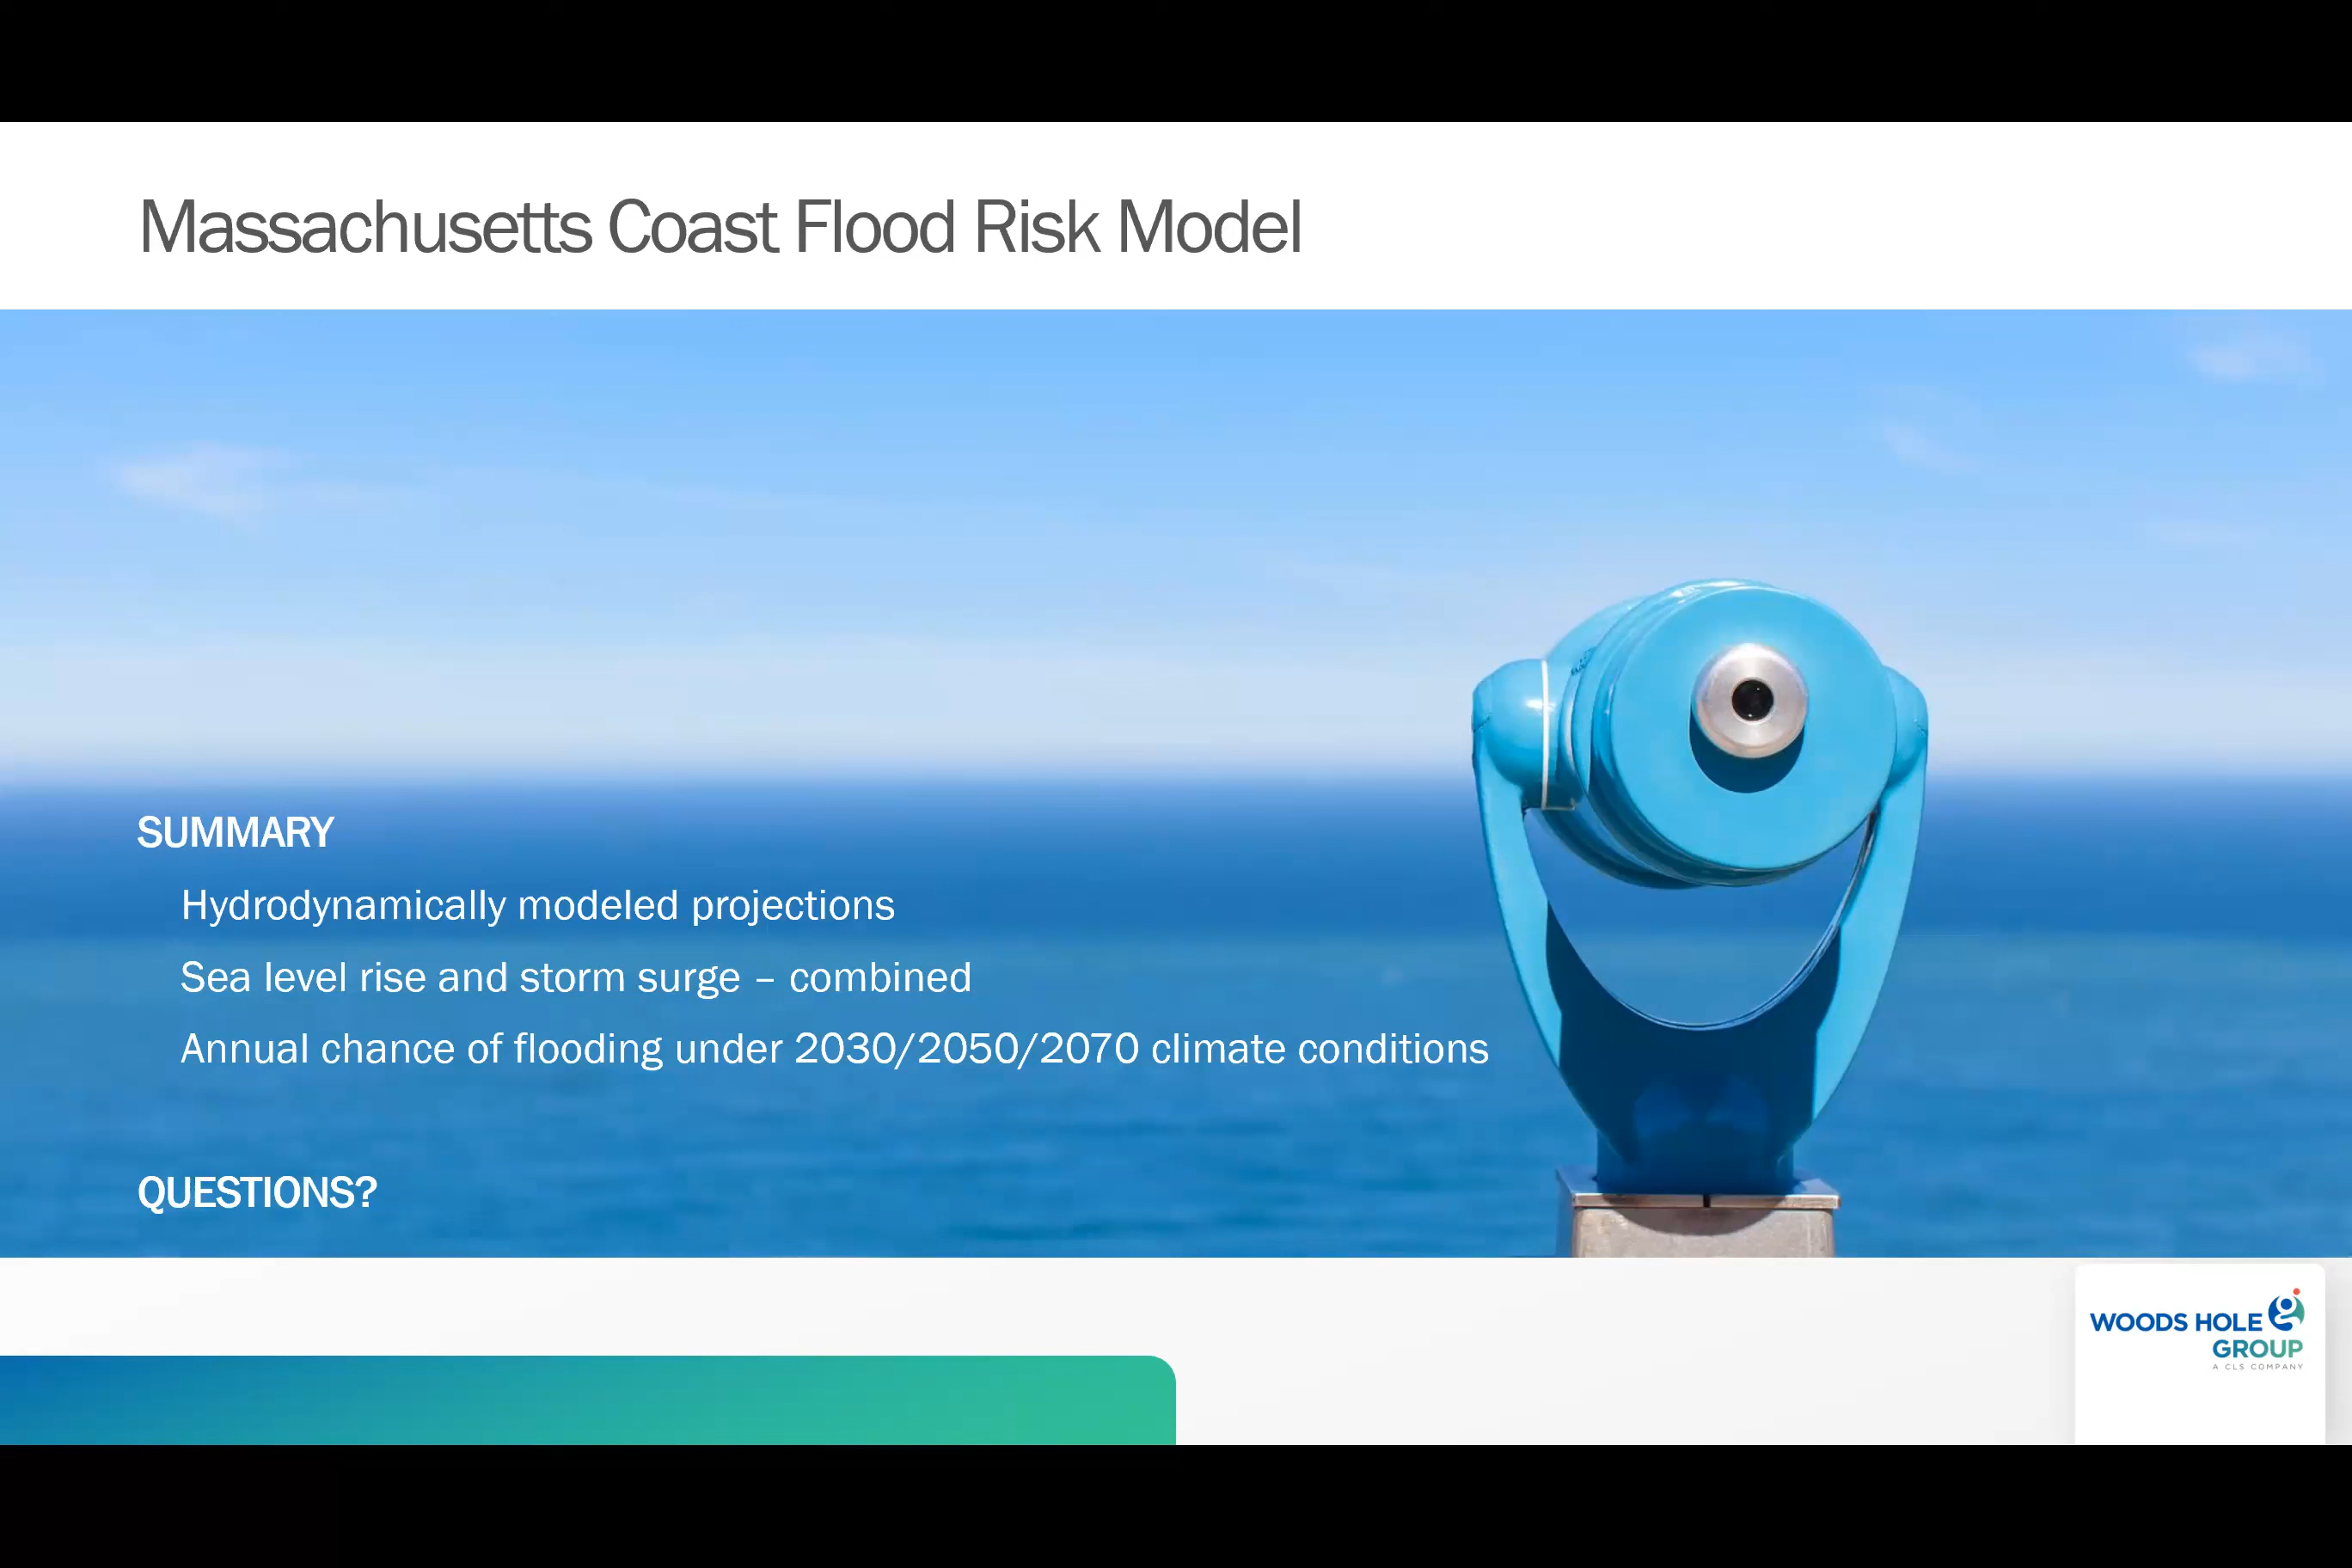 Massachusetts Coast Flood Risk Model
SUMMARY
Hydrodynamically modeled projections
Sea level rise and storm surge – combined
Annual chance of flooding under 2030/2050/2070 climate conditions
QUESTIONS?
WOODS HOLE
GROUP
A CLS COMPANY